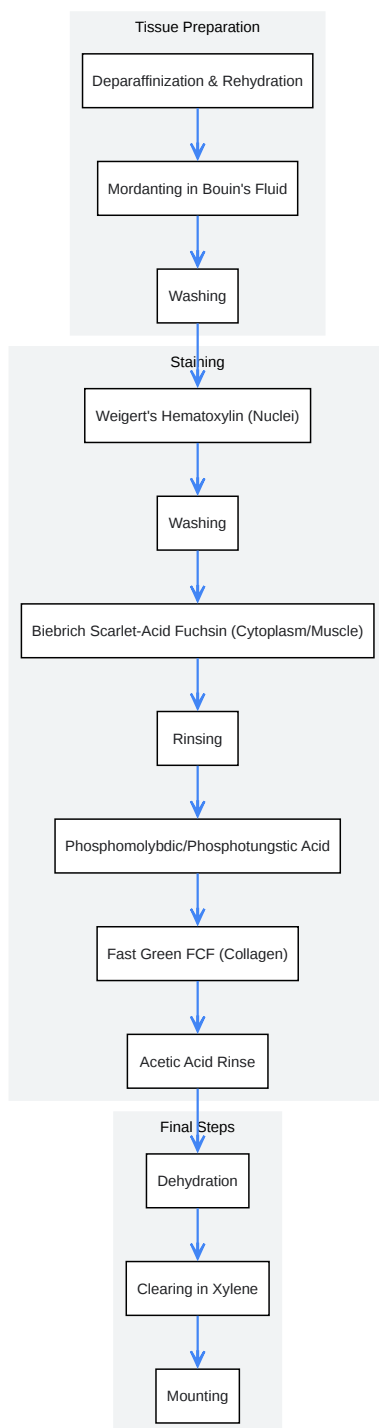 Tissue Preparation
Deparaffinization & Rehydration
Mordanting in Bouin's Fluid
Washing
Staining
Weigert's Hematoxylin (Nuclei)
Washing
Biebrich Scarlet-Acid Fuchsin (Cytoplasm/Muscle)
Rinsing
Phosphomolybdic/Phosphotungstic Acid
Fast Green FCF (Collagen)
Acetic Acid Rinse
Final Steps
Dehydration
Clearing in Xylene
Mounting